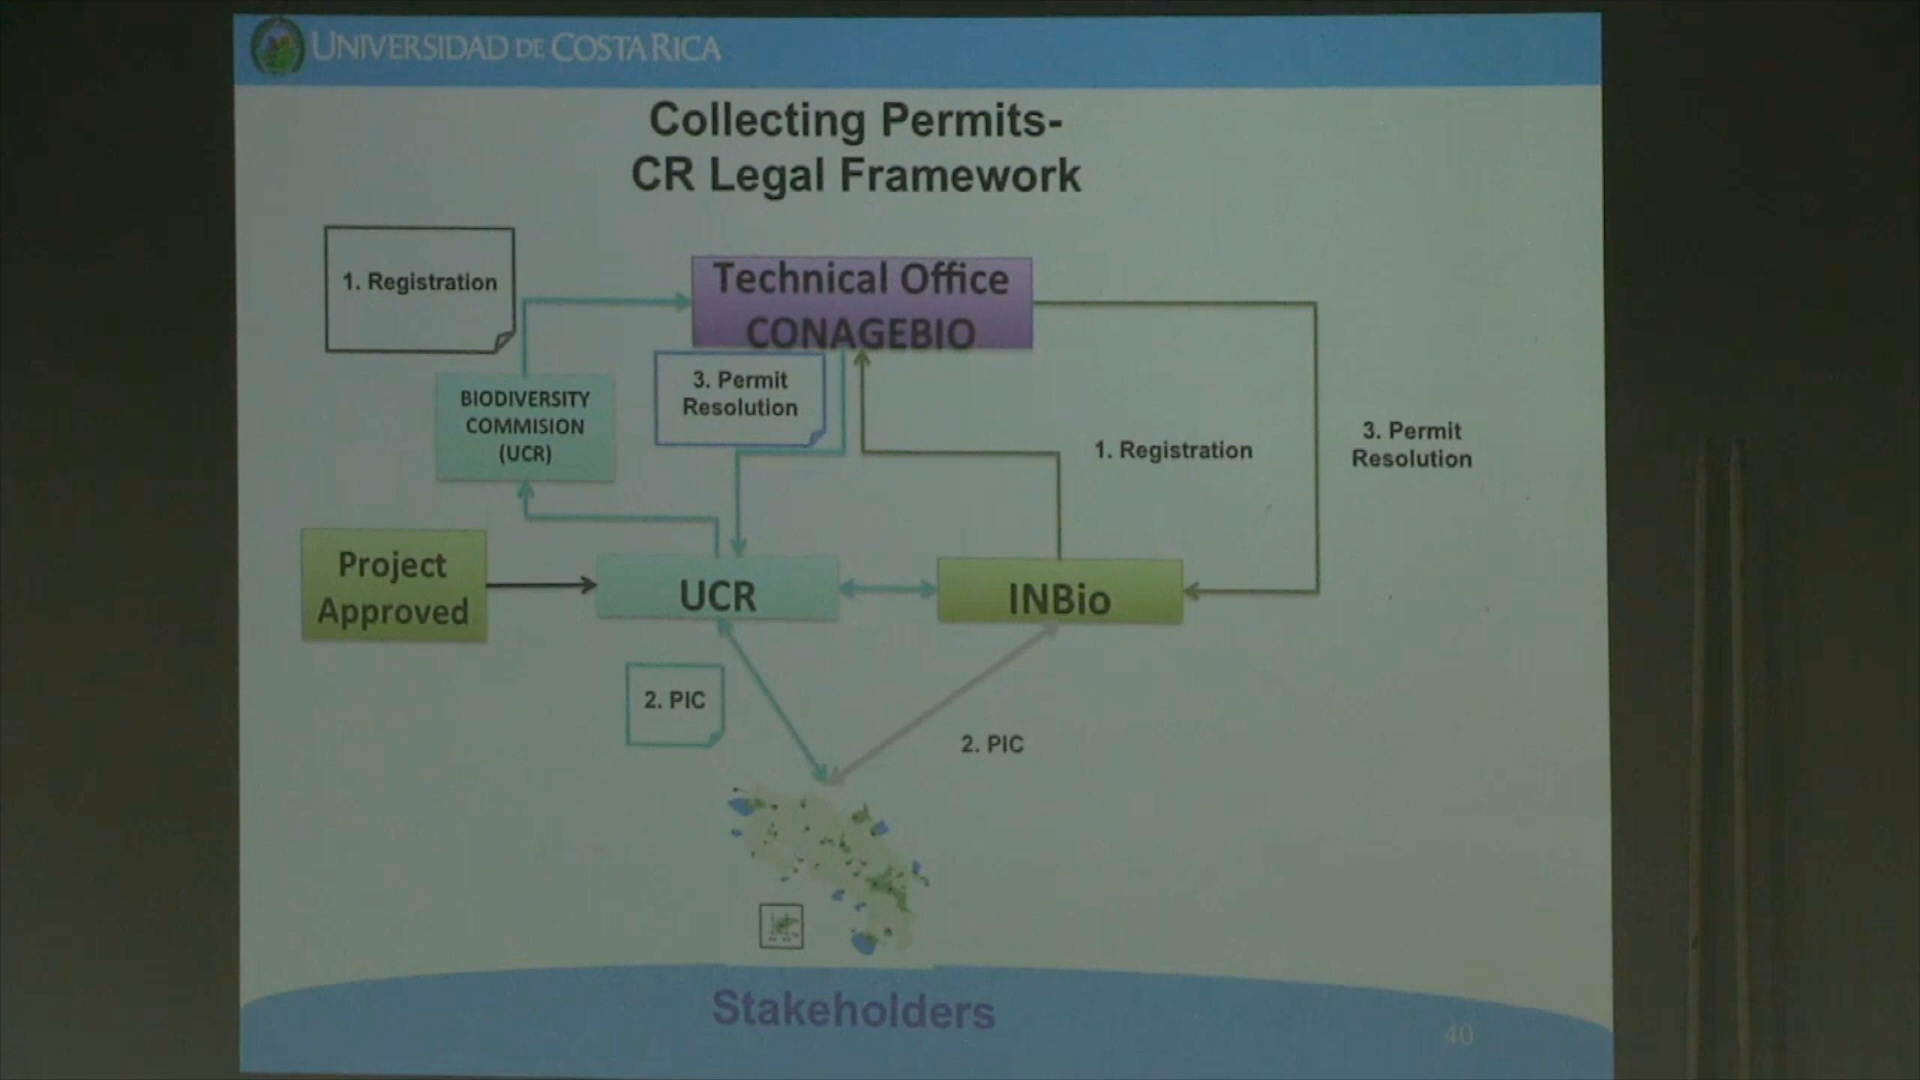 UNIVERSIDAD DE COSTA RICA
Collecting Permits-
CR Legal Framework
1. Registration
Technical Office
CONAGEBIO
BIODIVERSITY
COMMISION
(UCR)
3. Permit
Resolution
1. Registration
3. Permit
Resolution
Project
Approved
UCR
INBio
2. PIC
2. PIC
Stakeholders
40